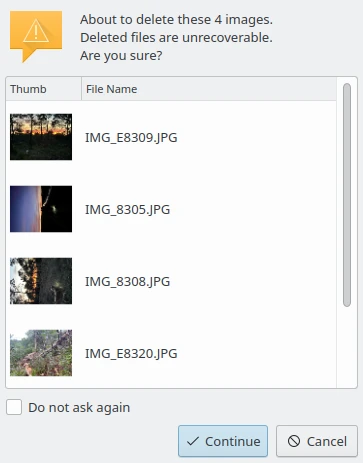 About to delete these 4 images.
Deleted files are unrecoverable.
Are you sure?
Thumb File Name
IMG_E8309.JPG
IMG_8305.JPG
IMG_8308.JPG
IMG_E8320.JPG
Do not ask again
Continue Cancel